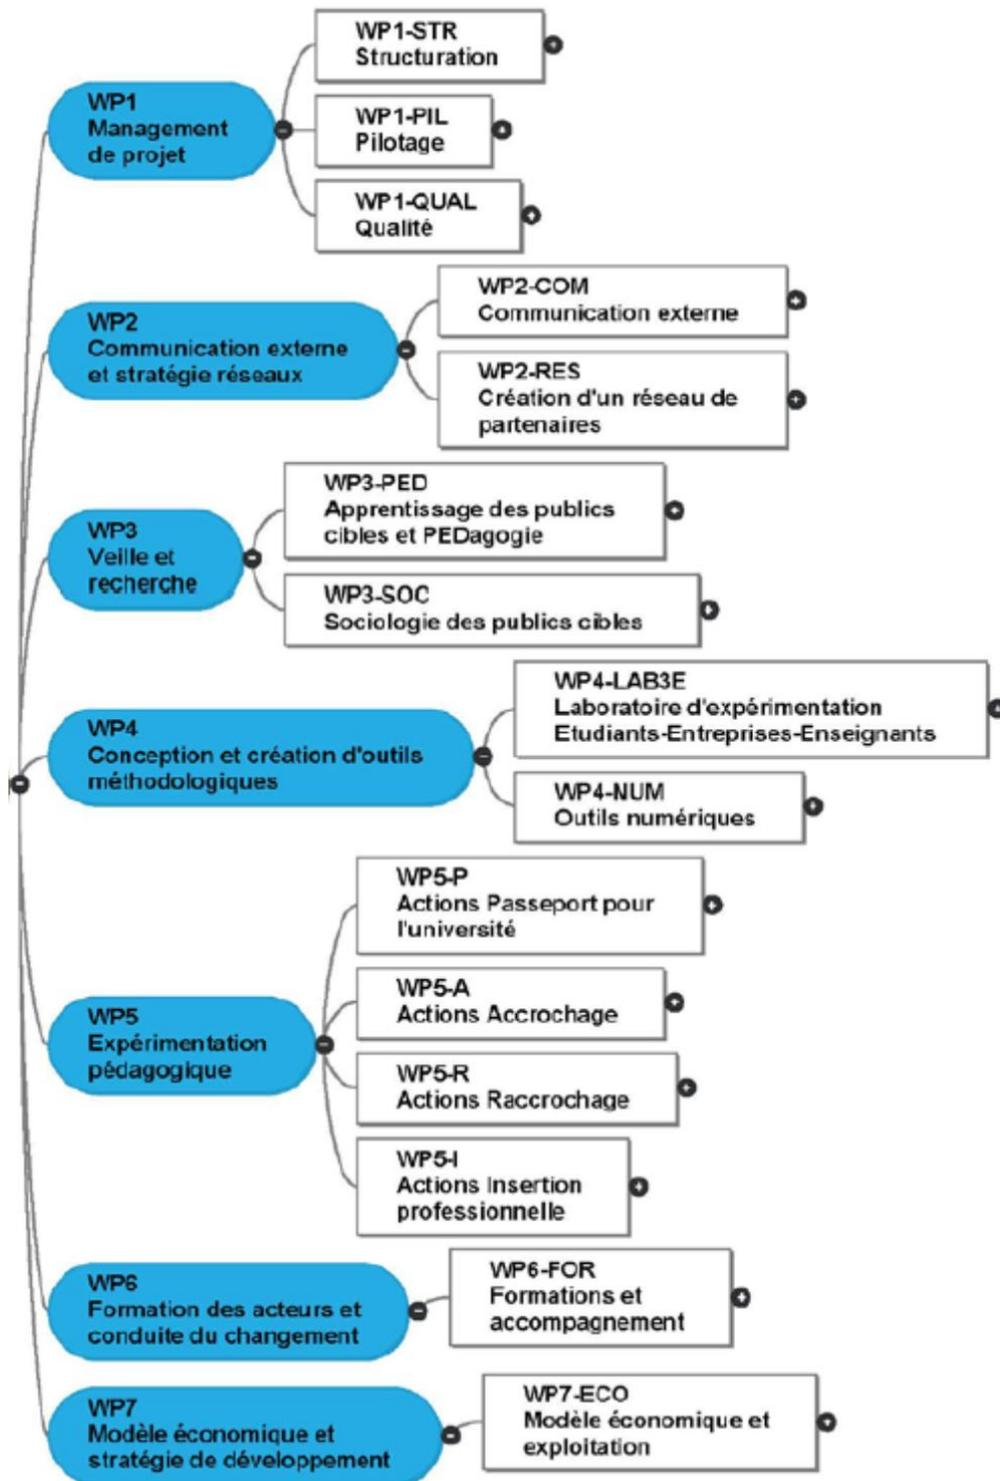 WP1-STR
Structuration
WP1
Management
de projet
WP1-PIL
Pilotage
WP1-QUAL
Qualité
WP2-COM
Communication externe
WP2
Communication externe
et stratégie réseaux
WP2-RES
Création d'un réseau de
partenaires
WP3-PED
Apprentissage des publics
cibles et PEDagogie
WP3
Veille et
recherche
WP3-SOC
Sociologie des publics cibles
WP4-LAB3E
Laboratoire d'expérimentation
Etudiants-Entreprises-Enseignants
WP4
Conception et création d'outils
méthodologiques
WP4-NUM
Outils numériques
WP5-P
Actions Passeport pour
l'université
WP5-A
Actions Accrochage
WP5
Expérimentation
pédagogique
WP5-R
Actions Raccrochage
WP5-I
Actions Insertion
professionnelle
WP6-FOR
Formations et
accompagnement
WP6
Formation des acteurs et
conduite du changement
WP7-ECO
Modèle économique et
exploitation
WP7
Modèle économique et
stratégie de développement